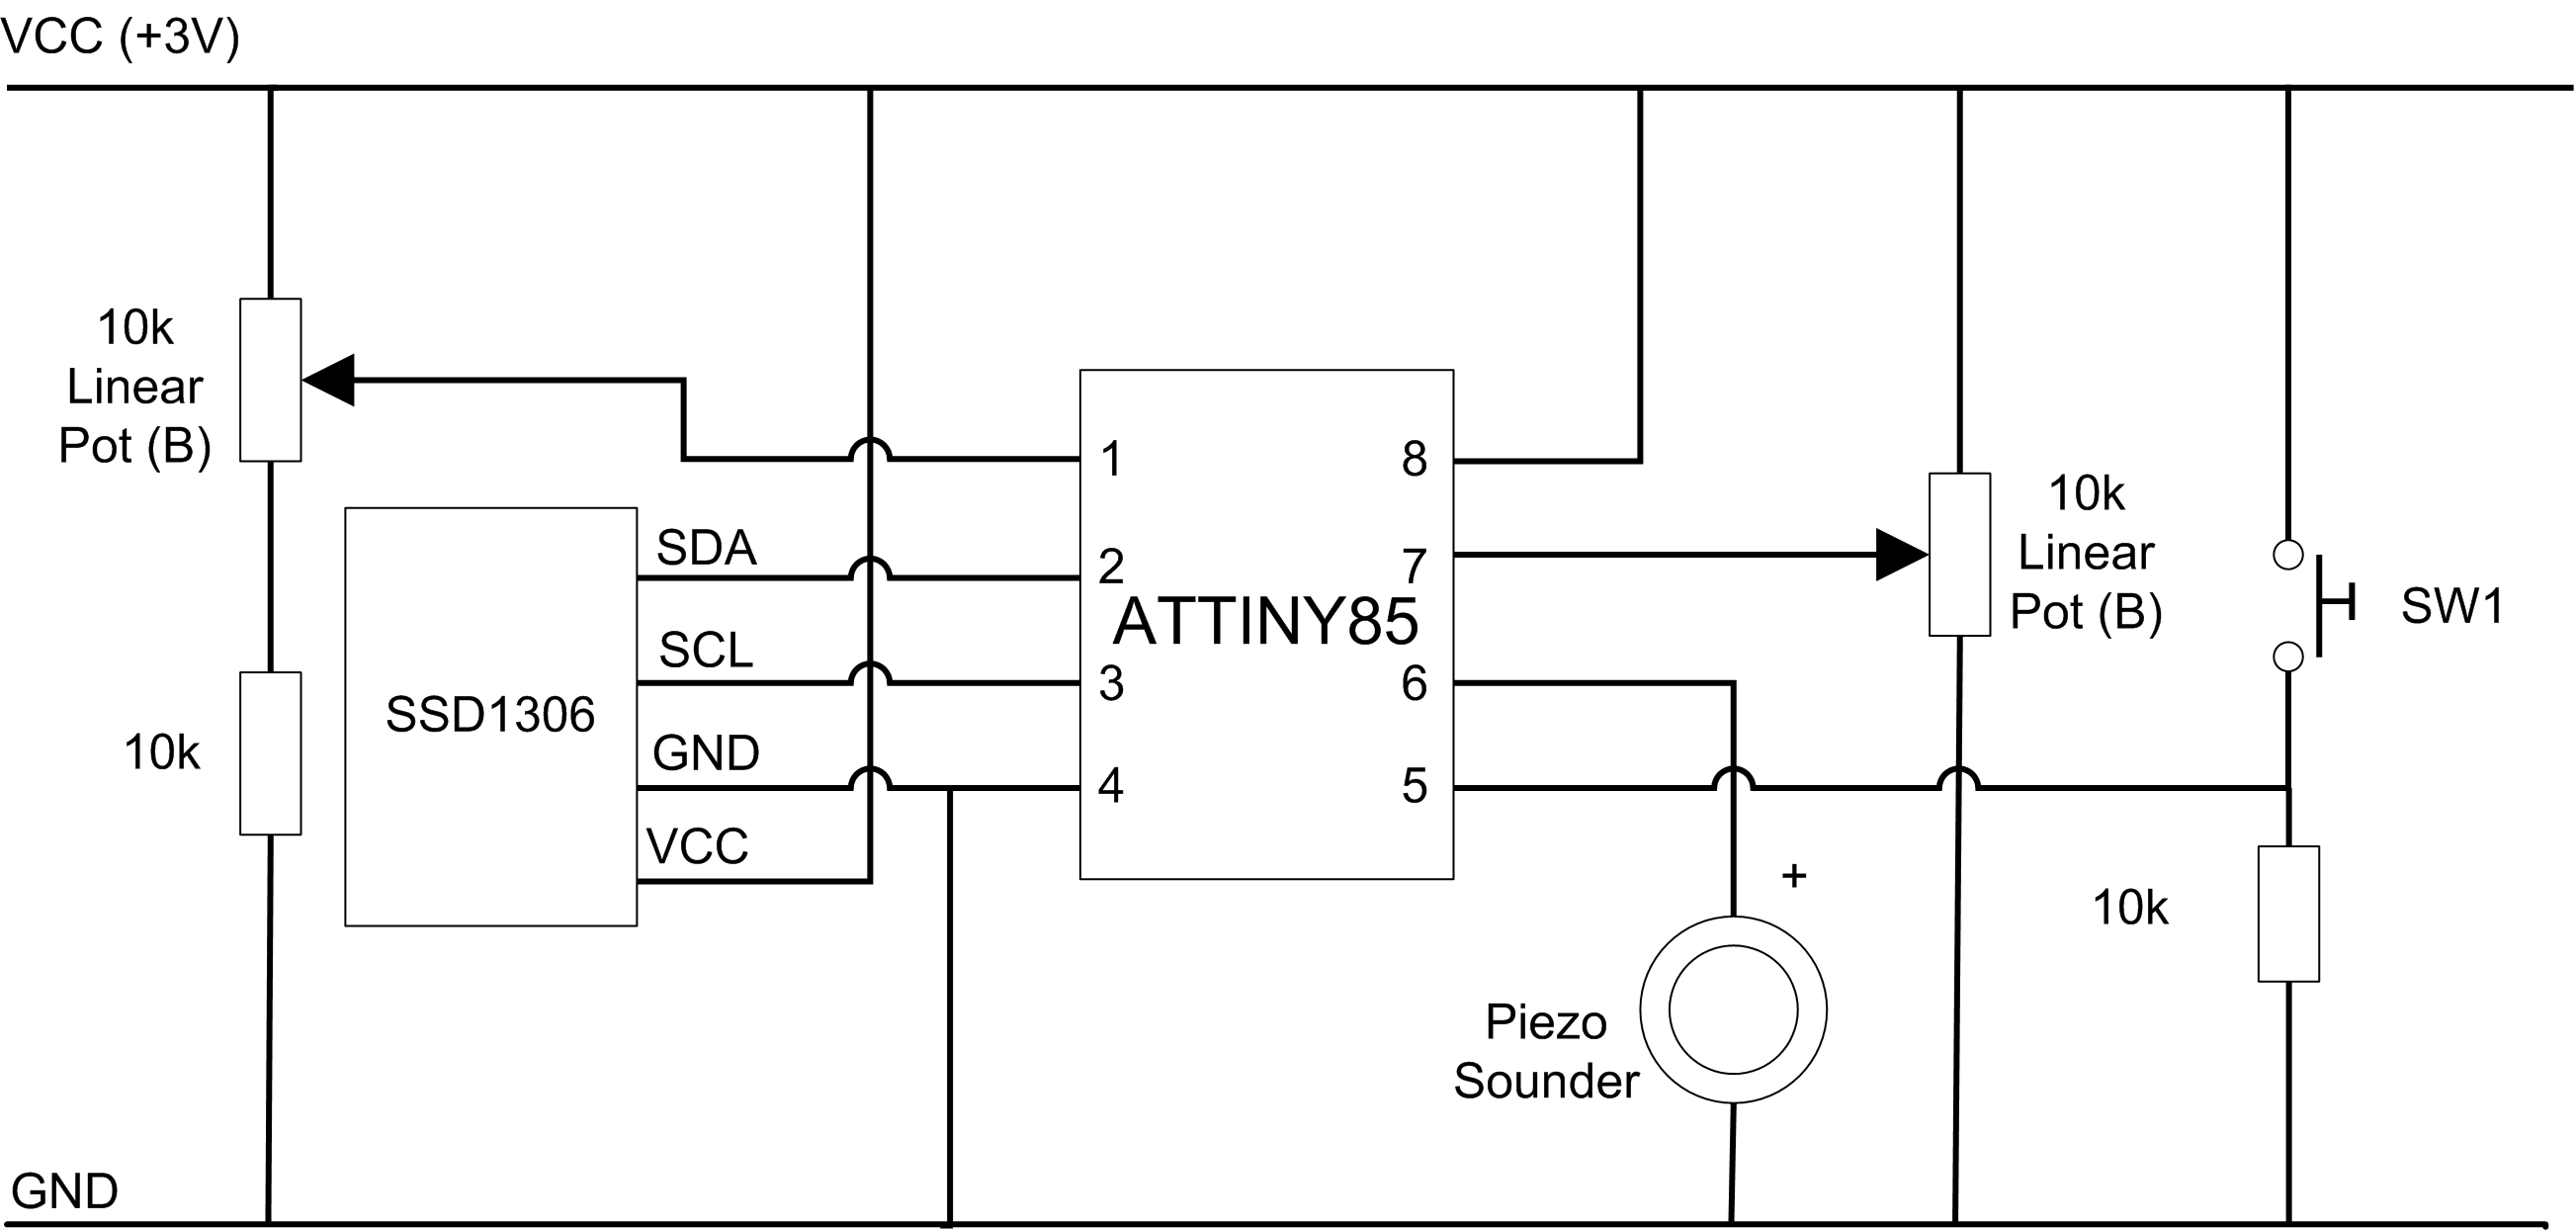 VCC (+3V)
10k
Linear
Pot (B)
10k
SSD1306
SDA
SCL
GND
VCC
1
2
3
4
ATTINY85
8
7
6
5
10k
Linear
Pot (B)
SW1
+
Piezo
Sounder
10k
GND